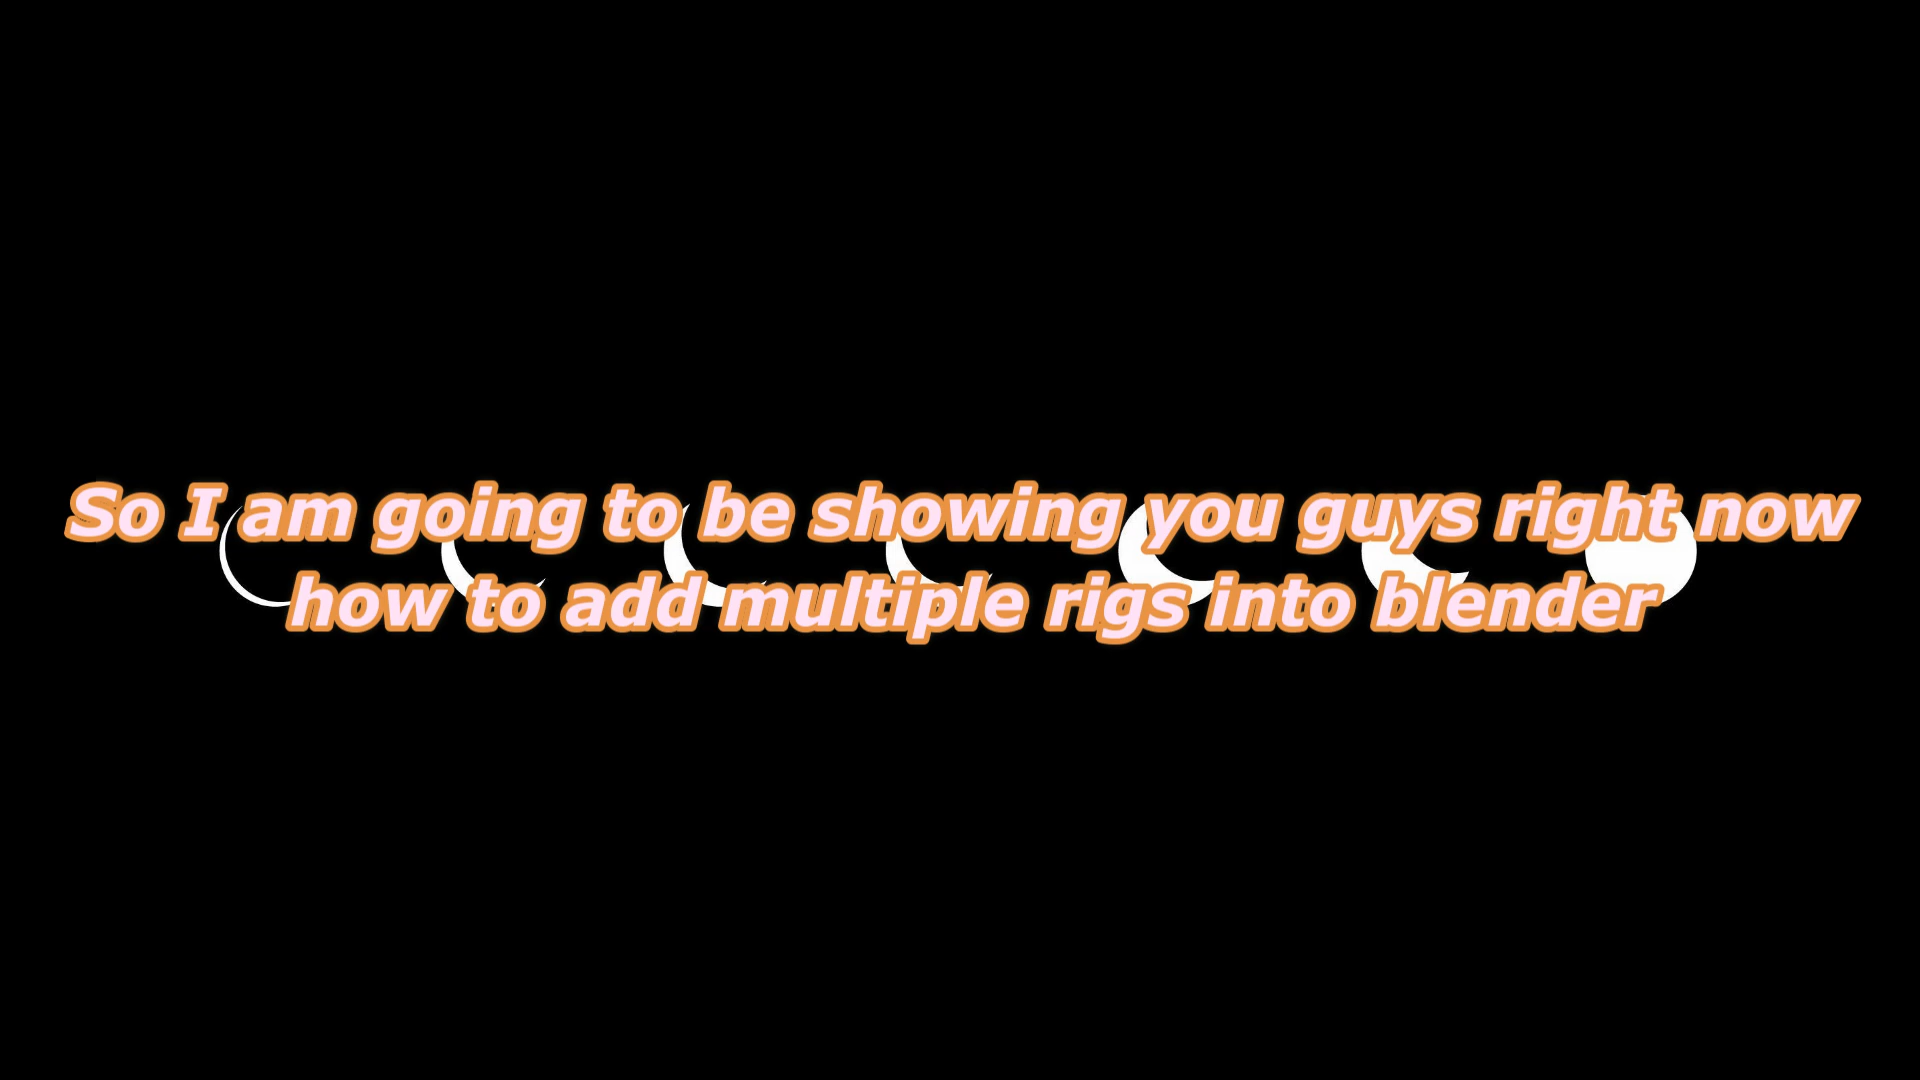 So I am going to be showing you guys right now
how to add multiple rigs into blender